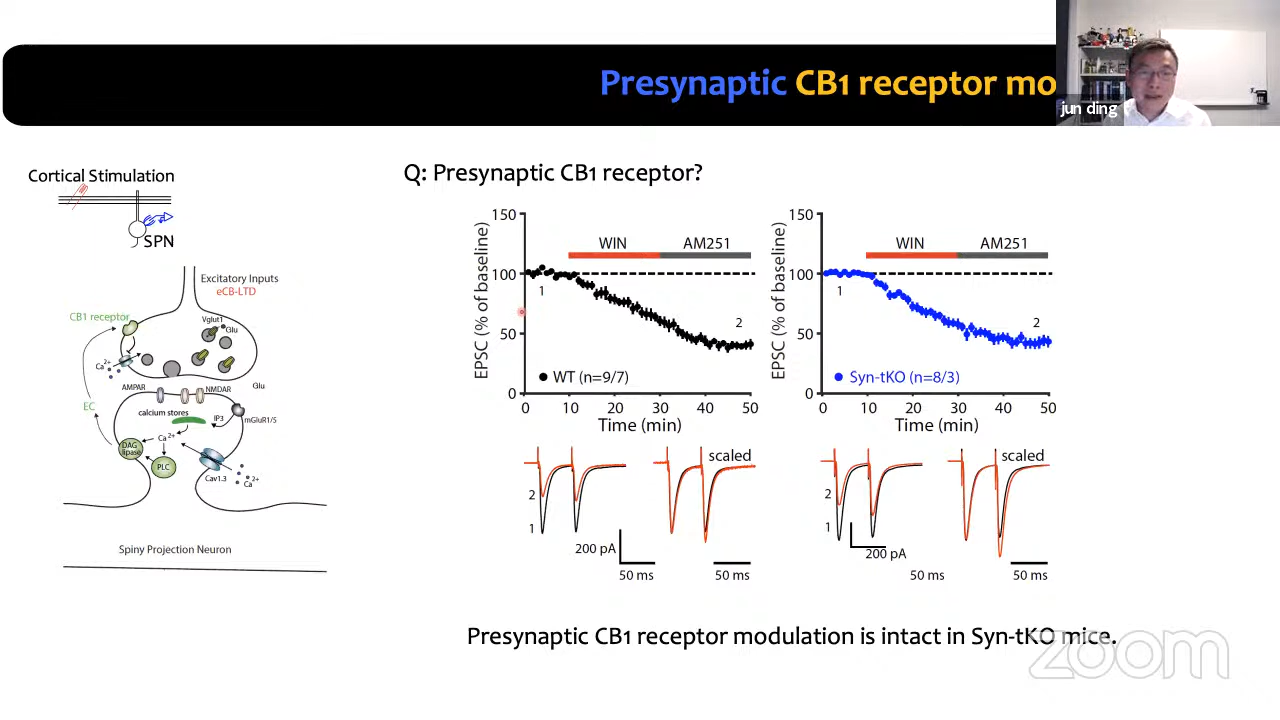 Presynaptic CB1 receptor mo
jun ding
Cortical Stimulation
SPN
Excitatory Inputs
eCB-LTD
CB1 receptor
Vglut1
Glu
Ca2+
AMPAR
NMDAR
Glu
EC
calcium stores
IP3
mGluR1/5
DAG
lipase
Ca2+
PLC
Cav1.3
Ca2+
Spiny Projection Neuron
Q: Presynaptic CB1 receptor?
EPSC (% of baseline)
150
100
50
0
WIN
AM251
1
2
WT (n=9/7)
0 10 20 30 40 50
Time (min)
EPSC (% of baseline)
150
100
50
0
WIN
AM251
1
2
Syn-tKO (n=8/3)
0 10 20 30 40 50
Time (min)
scaled
2
1
200 pA
50 ms
50 ms
scaled
2
1
200 pA
50 ms
50 ms
Presynaptic CB1 receptor modulation is intact in Syn-tKO mice.
zoom